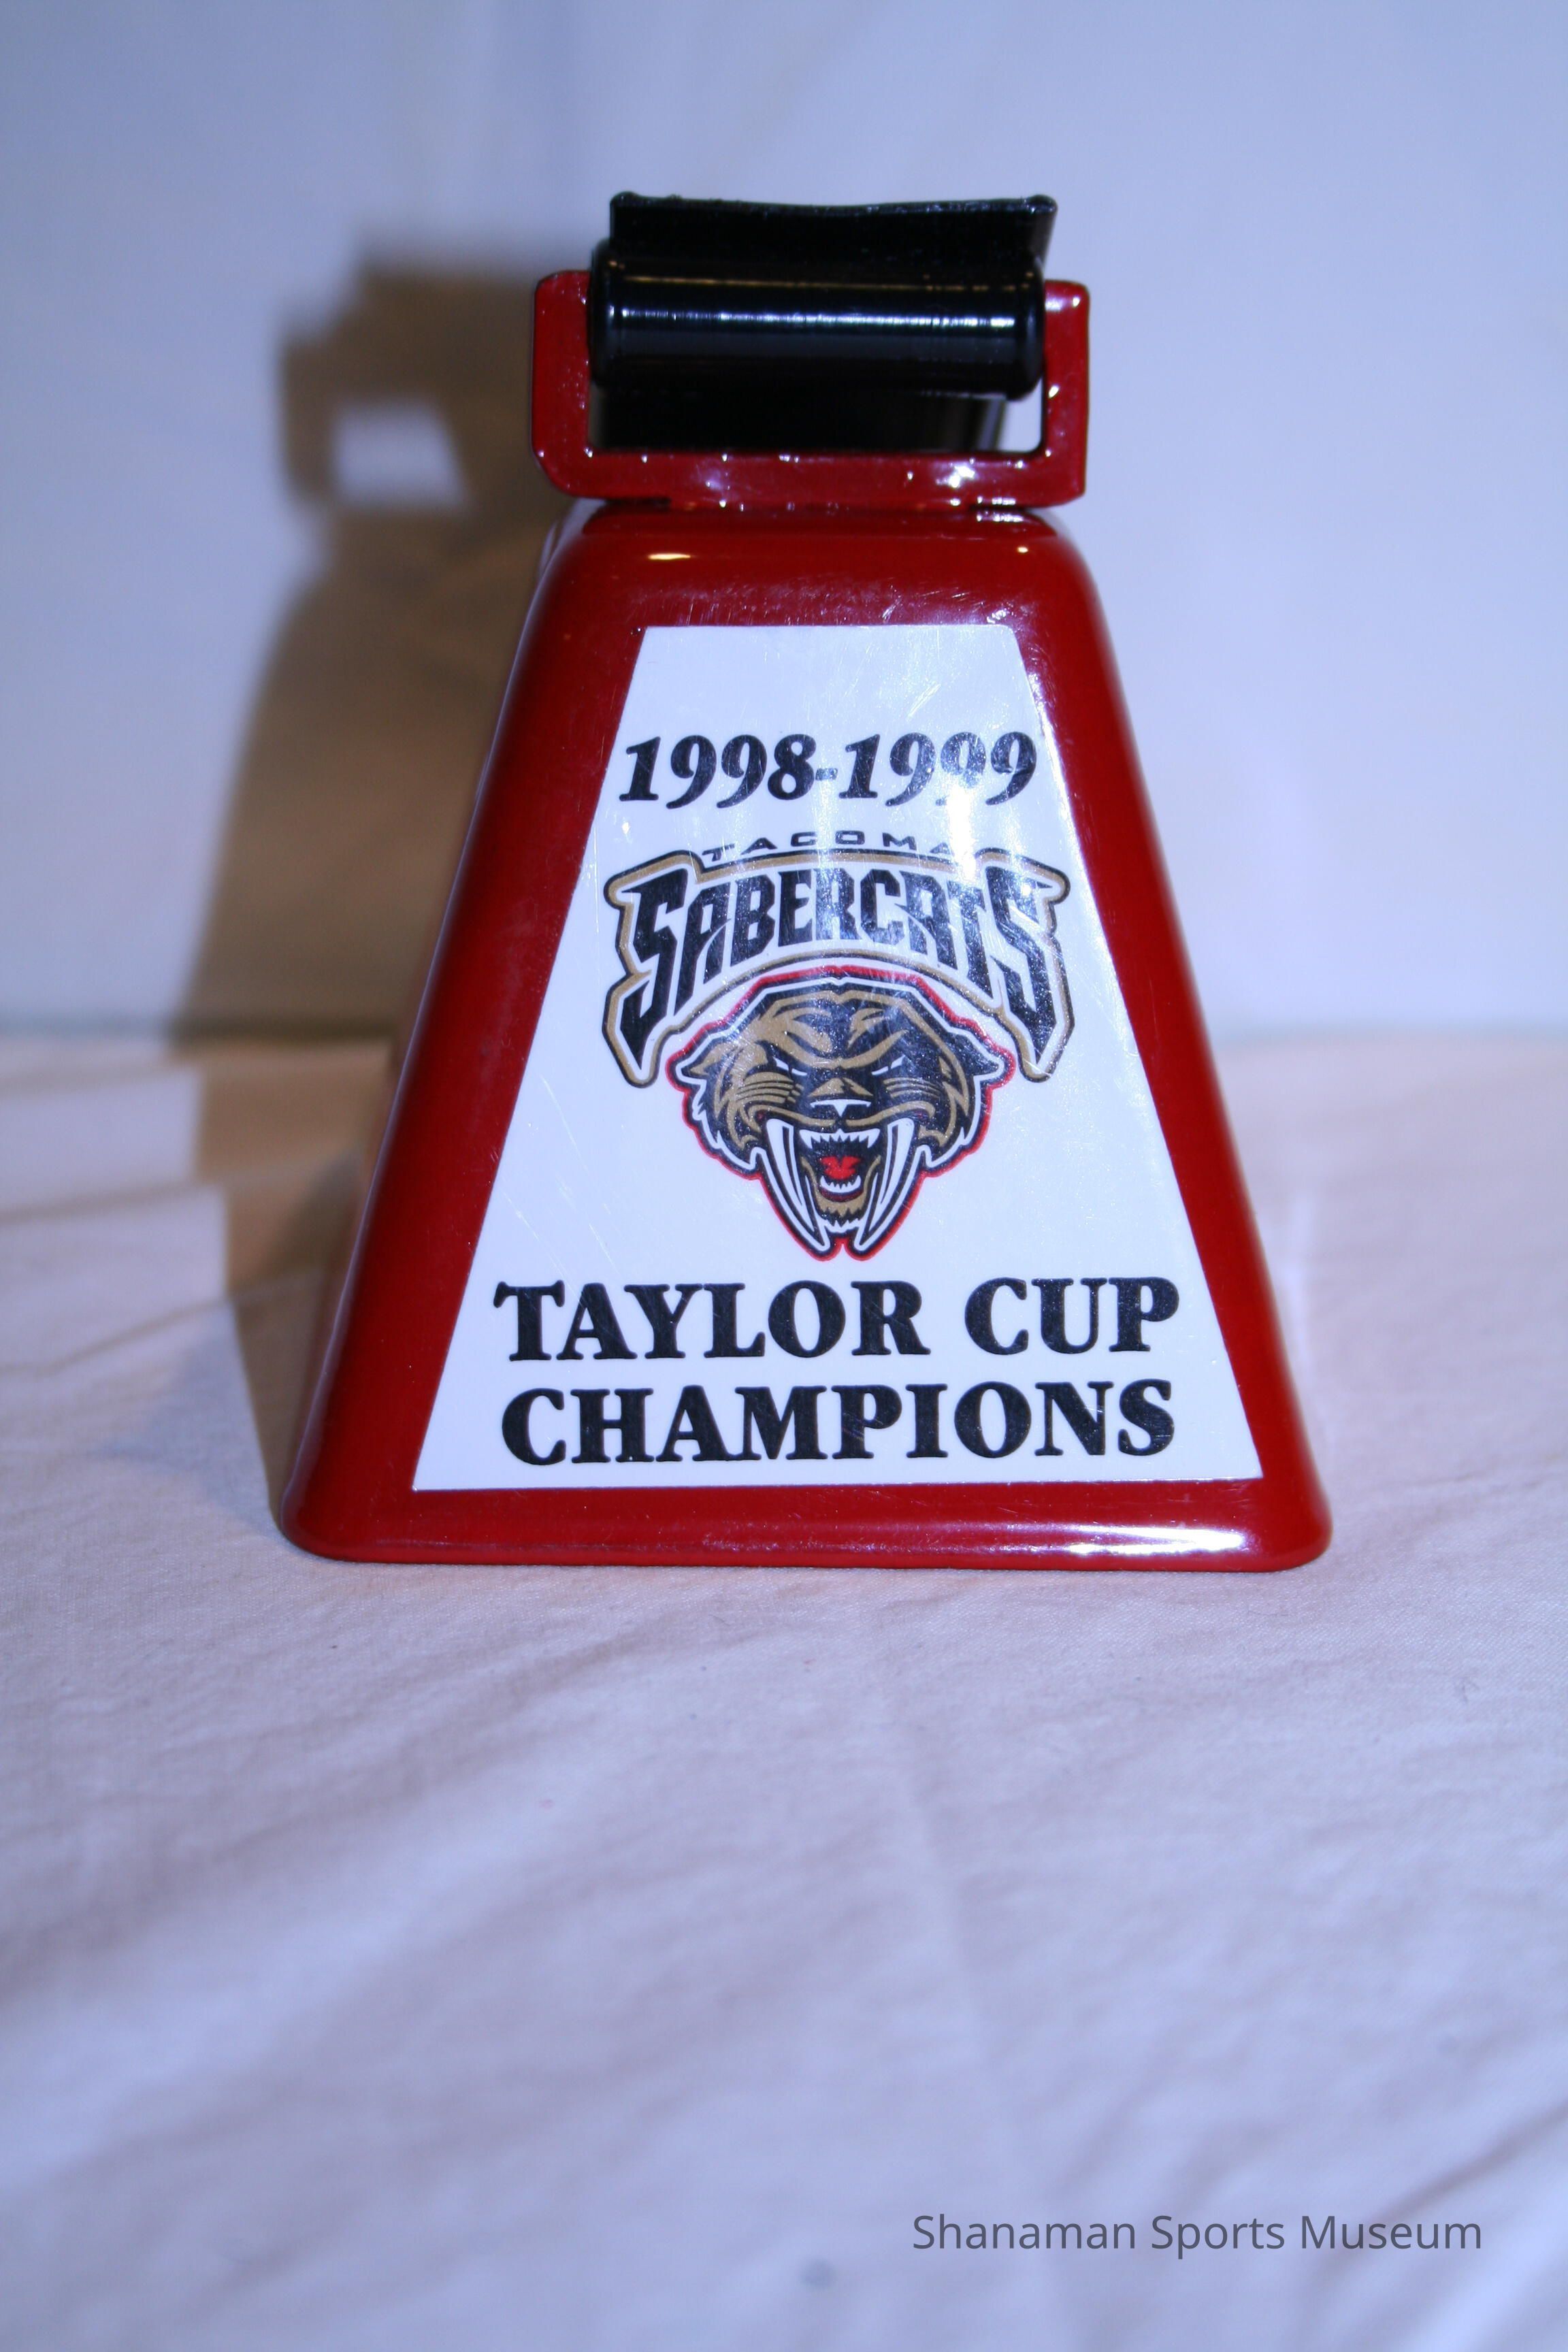 1998-1999
TACOMA
SABERCATS
TAYLOR CUP
CHAMPIONS
Shanaman Sports Museum